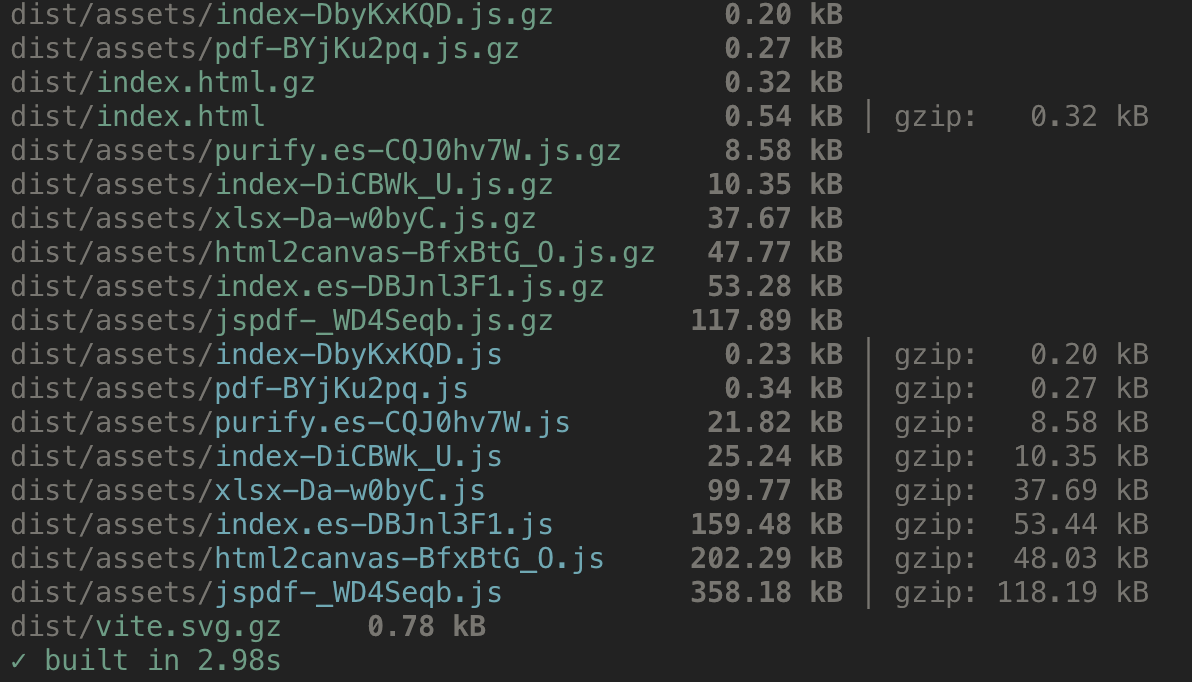 dist/assets/index-DbyKxKQD.js.gz 0.20 kB
dist/assets/pdf-BYjKu2pq.js.gz 0.27 kB
dist/index.html.gz 0.32 kB
dist/index.html 0.54 kB │ gzip: 0.32 kB
dist/assets/purify.es-CQJ0hv7W.js.gz 8.58 kB
dist/assets/index-DiCBWk_U.js.gz 10.35 kB
dist/assets/xlsx-Da-w0byC.js.gz 37.67 kB
dist/assets/html2canvas-BfxBtG_O.js.gz 47.77 kB
dist/assets/index.es-DBJnl3F1.js.gz 53.28 kB
dist/assets/jspdf-_WD4Seqb.js.gz 117.89 kB
dist/assets/index-DbyKxKQD.js 0.23 kB │ gzip: 0.20 kB
dist/assets/pdf-BYjKu2pq.js 0.34 kB │ gzip: 0.27 kB
dist/assets/purify.es-CQJ0hv7W.js 21.82 kB │ gzip: 8.58 kB
dist/assets/index-DiCBWk_U.js 25.24 kB │ gzip: 10.35 kB
dist/assets/xlsx-Da-w0byC.js 99.77 kB │ gzip: 37.69 kB
dist/assets/index.es-DBJnl3F1.js 159.48 kB │ gzip: 53.44 kB
dist/assets/html2canvas-BfxBtG_O.js 202.29 kB │ gzip: 48.03 kB
dist/assets/jspdf-_WD4Seqb.js 358.18 kB │ gzip: 118.19 kB
dist/vite.svg.gz 0.78 kB
✓ built in 2.98s